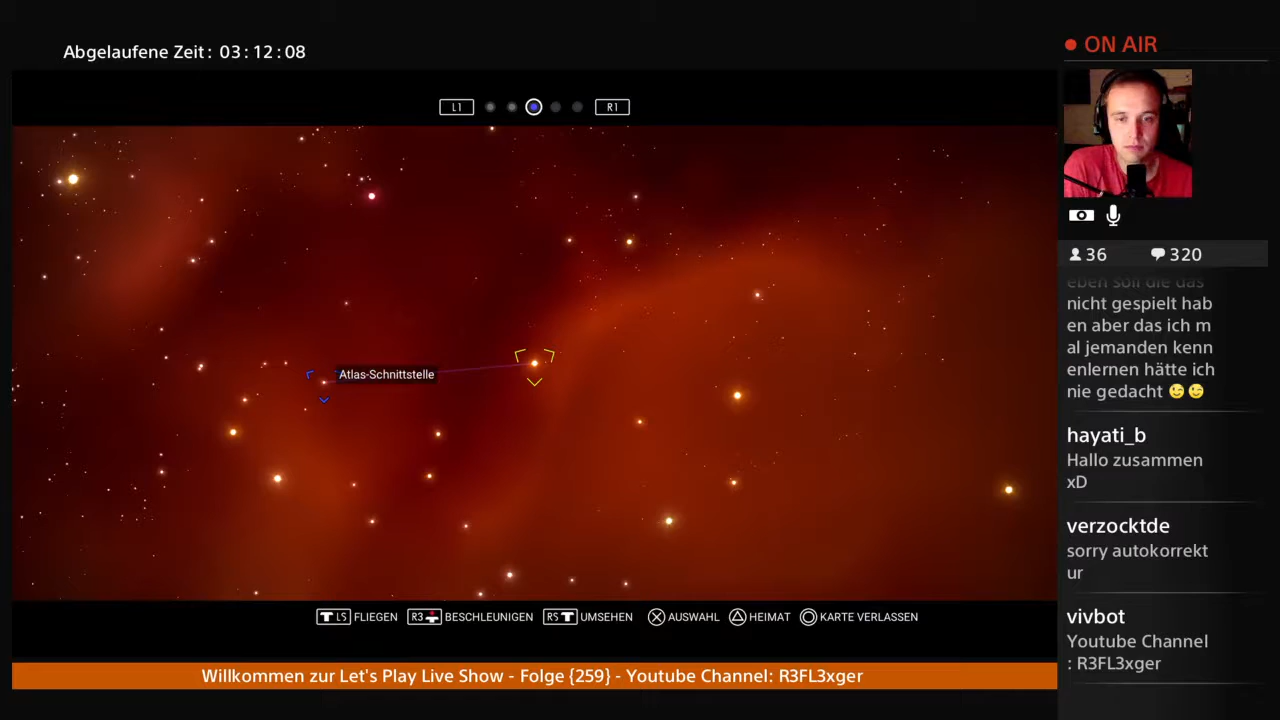 Abgelaufene Zeit: 03:12:08
L1
R1
Atlas-Schnittstelle
LS FLIEGEN R3 BESCHLEUNIGEN RS UMSEHEN AUSWAHL HEIMAT KARTE VERLASSEN
Willkommen zur Let's Play Live Show - Folge {259} - Youtube Channel: R3FL3xger
ON AIR
36 320
eben soll die das
nicht gespielt hab
en aber das ich m
al jemanden kenn
enlernen hätte ich
nie gedacht 😉😉
hayati_b
Hallo zusammen
xD
verzocktde
sorry autokorrekt
ur
vivbot
Youtube Channel
: R3FL3xger